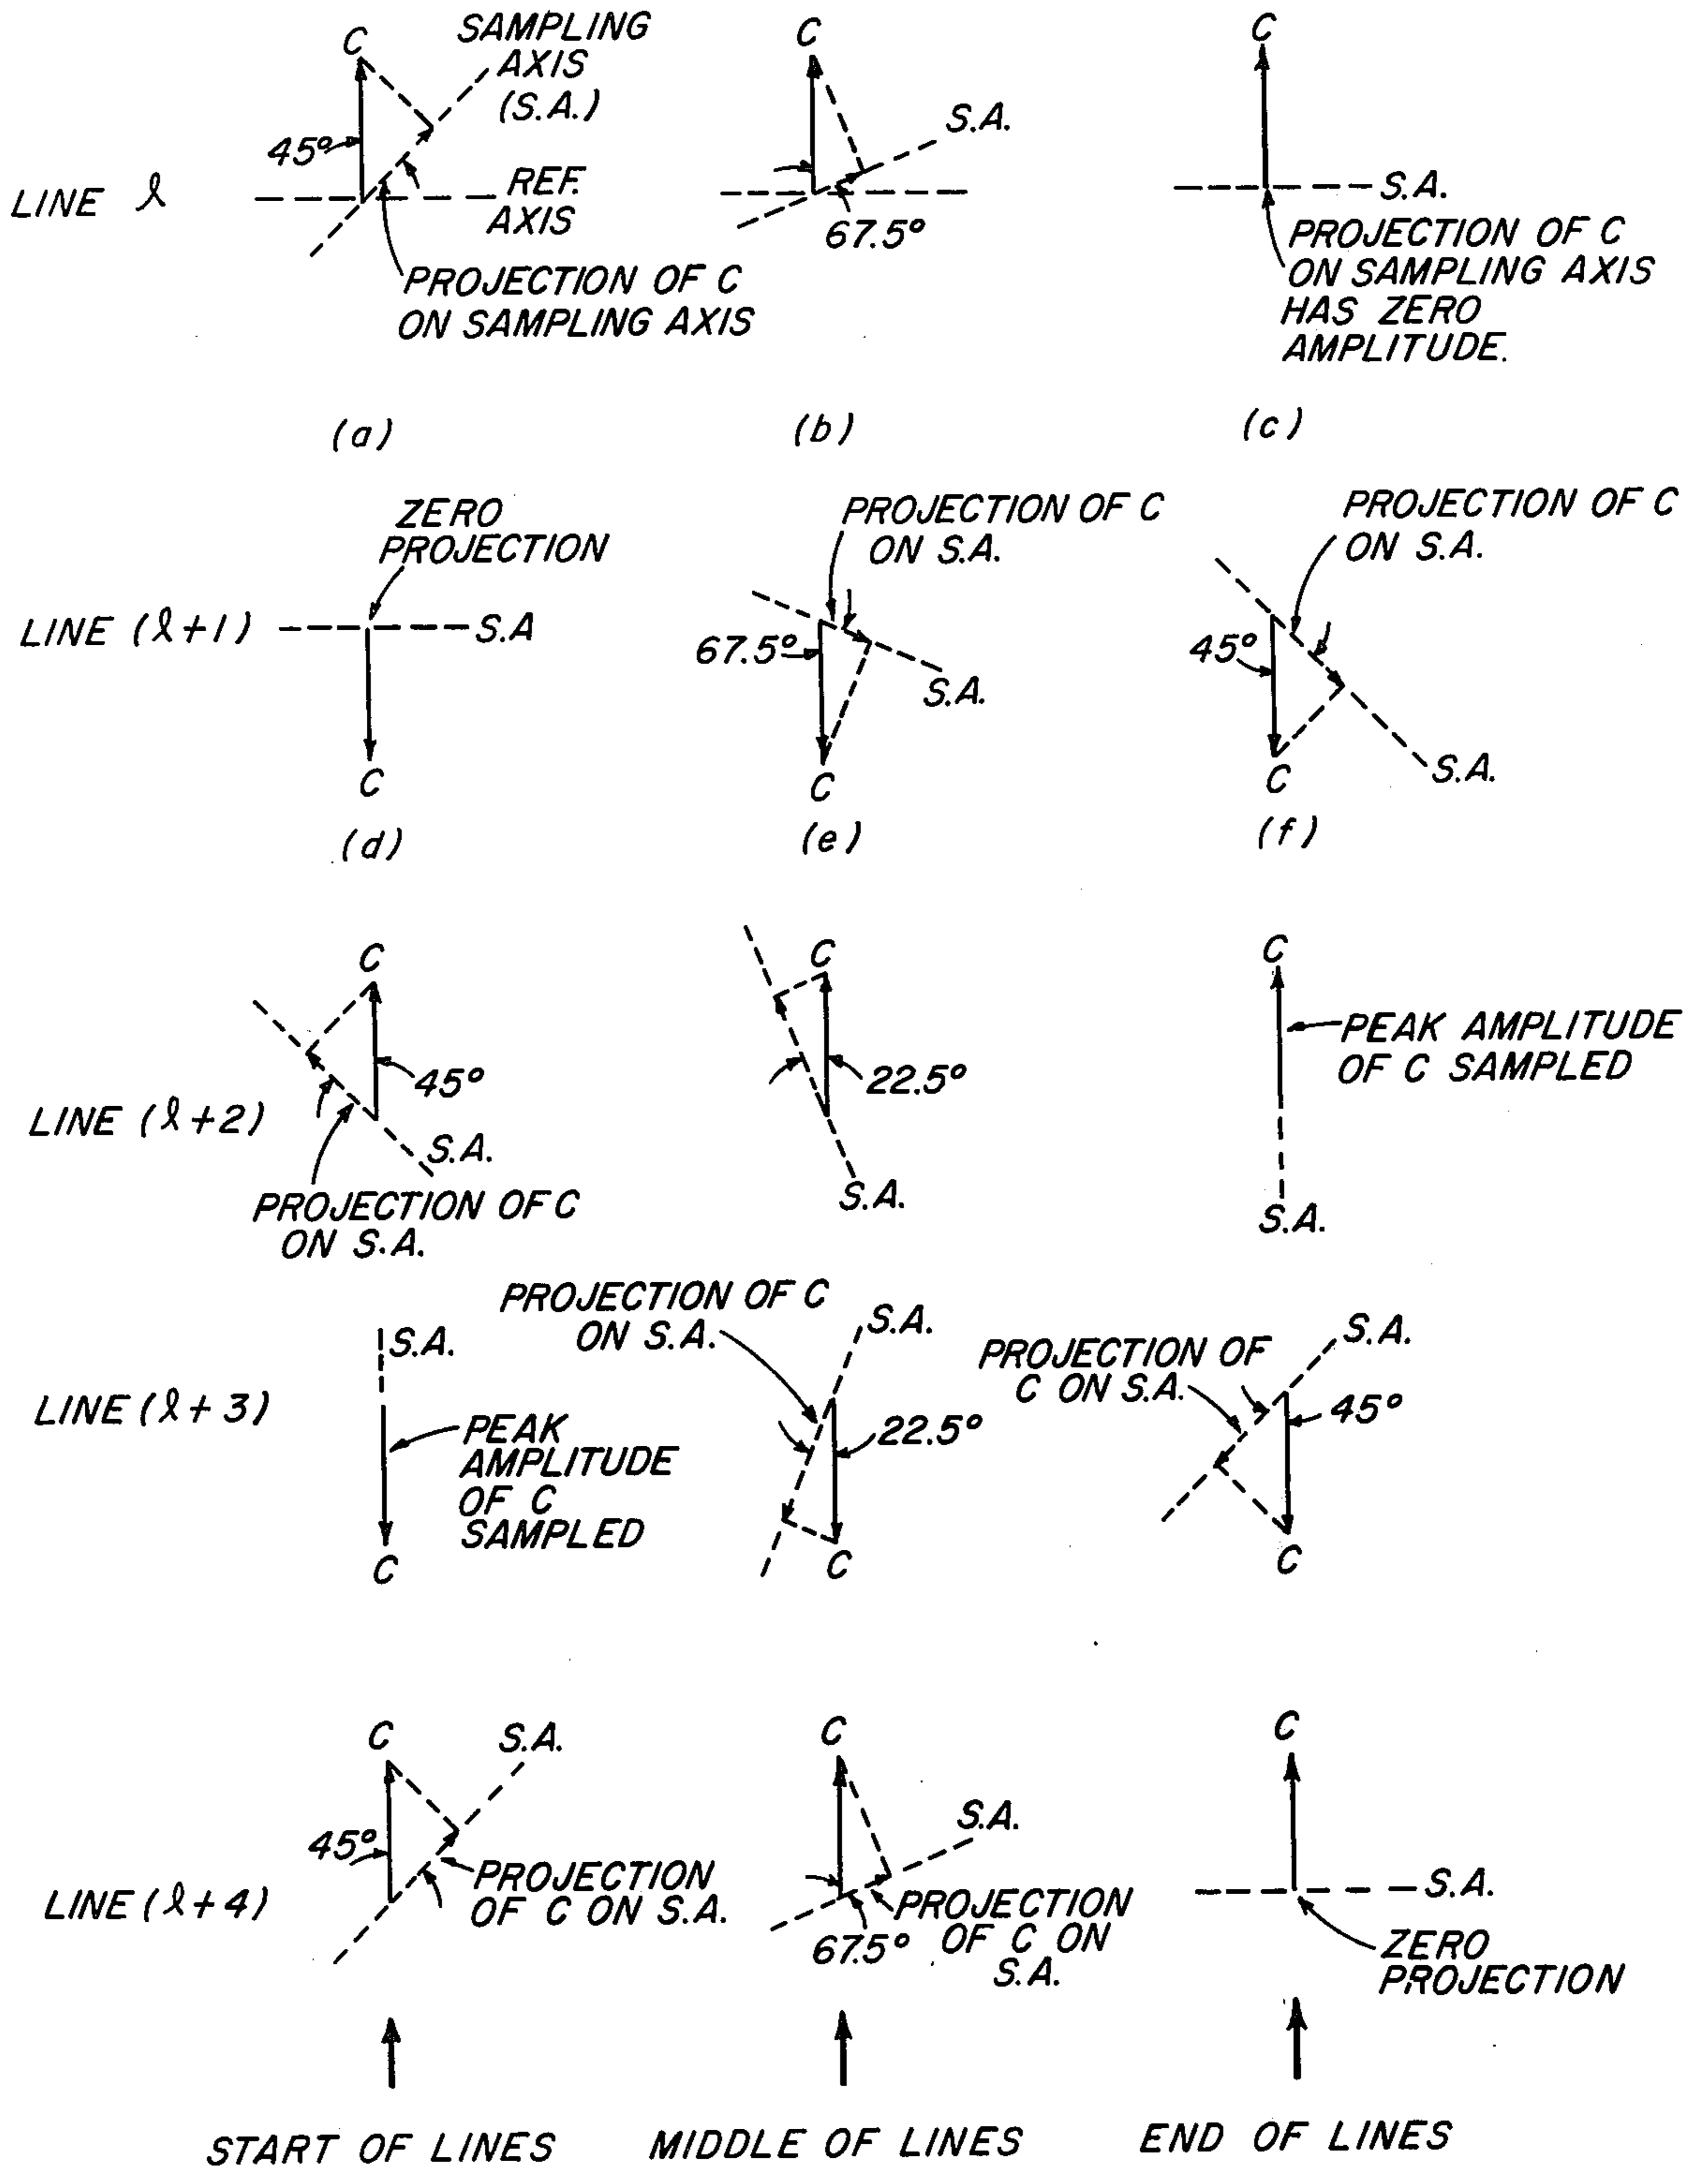 C
SAMPLING
AXIS
(S.A.)
45°
LINE ℓ
REF.
AXIS
PROJECTION OF C
ON SAMPLING AXIS
(a)
C
S.A.
67.5°
(b)
C
S.A.
PROJECTION OF C
ON SAMPLING AXIS
HAS ZERO
AMPLITUDE.
(c)
LINE (ℓ+1)
ZERO
PROJECTION
S.A
C
(d)
PROJECTION OF C
ON S.A.
67.5°
S.A.
C
(e)
PROJECTION OF C
ON S.A.
45°
S.A.
C
(f)
LINE (ℓ+2)
C
45°
S.A.
PROJECTION OF C
ON S.A.
C
22.5°
S.A.
C
PEAK AMPLITUDE
OF C SAMPLED
S.A.
LINE (ℓ+3)
S.A.
PEAK
AMPLITUDE
OF C
SAMPLED
C
PROJECTION OF C
ON S.A.
S.A.
22.5°
C
PROJECTION OF
C ON S.A.
S.A.
45°
C
LINE (ℓ+4)
C
S.A.
45°
PROJECTION
OF C ON S.A.
C
S.A.
67.5°
PROJECTION
OF C ON
S.A.
C
S.A.
ZERO
PROJECTION
START OF LINES
MIDDLE OF LINES
END OF LINES